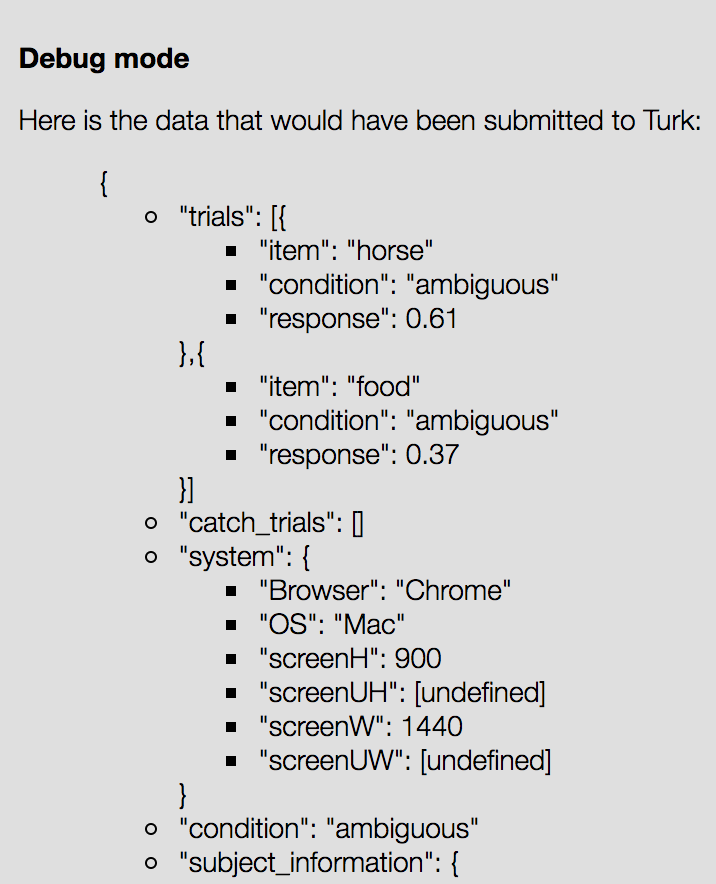 Debug mode
Here is the data that would have been submitted to Turk:
{
"trials": [{
"item": "horse"
"condition": "ambiguous"
"response": 0.61
},{
"item": "food"
"condition": "ambiguous"
"response": 0.37
}]
"catch_trials": []
"system": {
"Browser": "Chrome"
"OS": "Mac"
"screenH": 900
"screenUH": [undefined]
"screenW": 1440
"screenUW": [undefined]
}
"condition": "ambiguous"
"subject_information": {